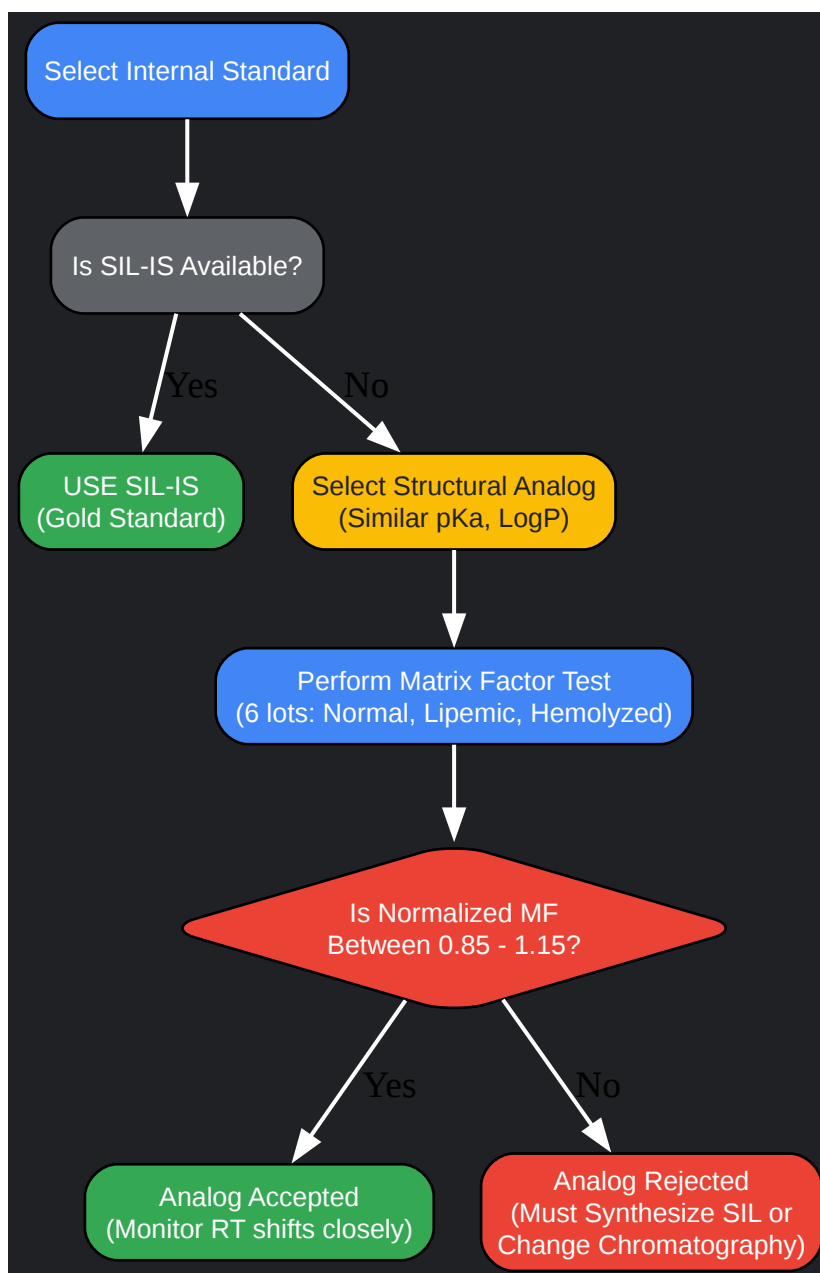 Select Internal Standard
Is SIL-IS Available?
Yes
No
USE SIL-IS
(Gold Standard)
Select Structural Analog
(Similar pKa, LogP)
Perform Matrix Factor Test
(6 lots: Normal, Lipemic, Hemolyzed)
Is Normalized MF
Between 0.85 - 1.15?
Yes
No
Analog Accepted
(Monitor RT shifts closely)
Analog Rejected
(Must Synthesize SIL or
Change Chromatography)